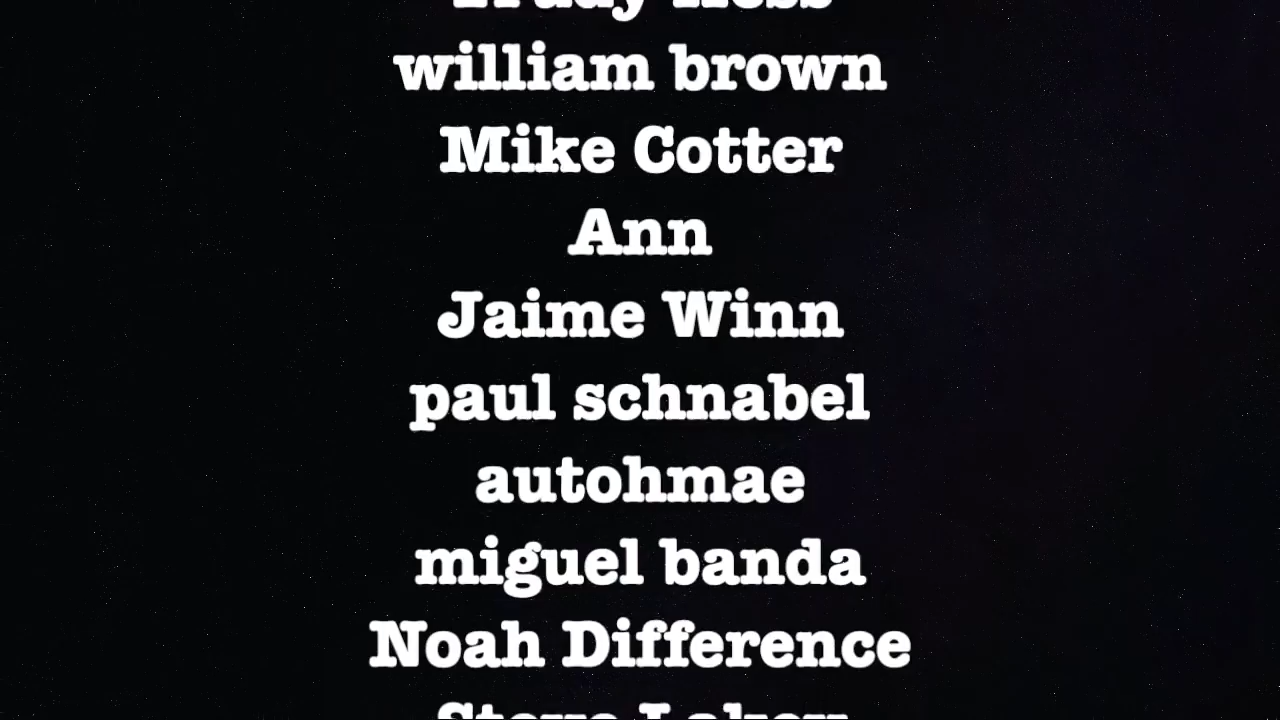 william brown
Mike Cotter
Ann
Jaime Winn
paul schnabel
autohmae
miguel banda
Noah Difference